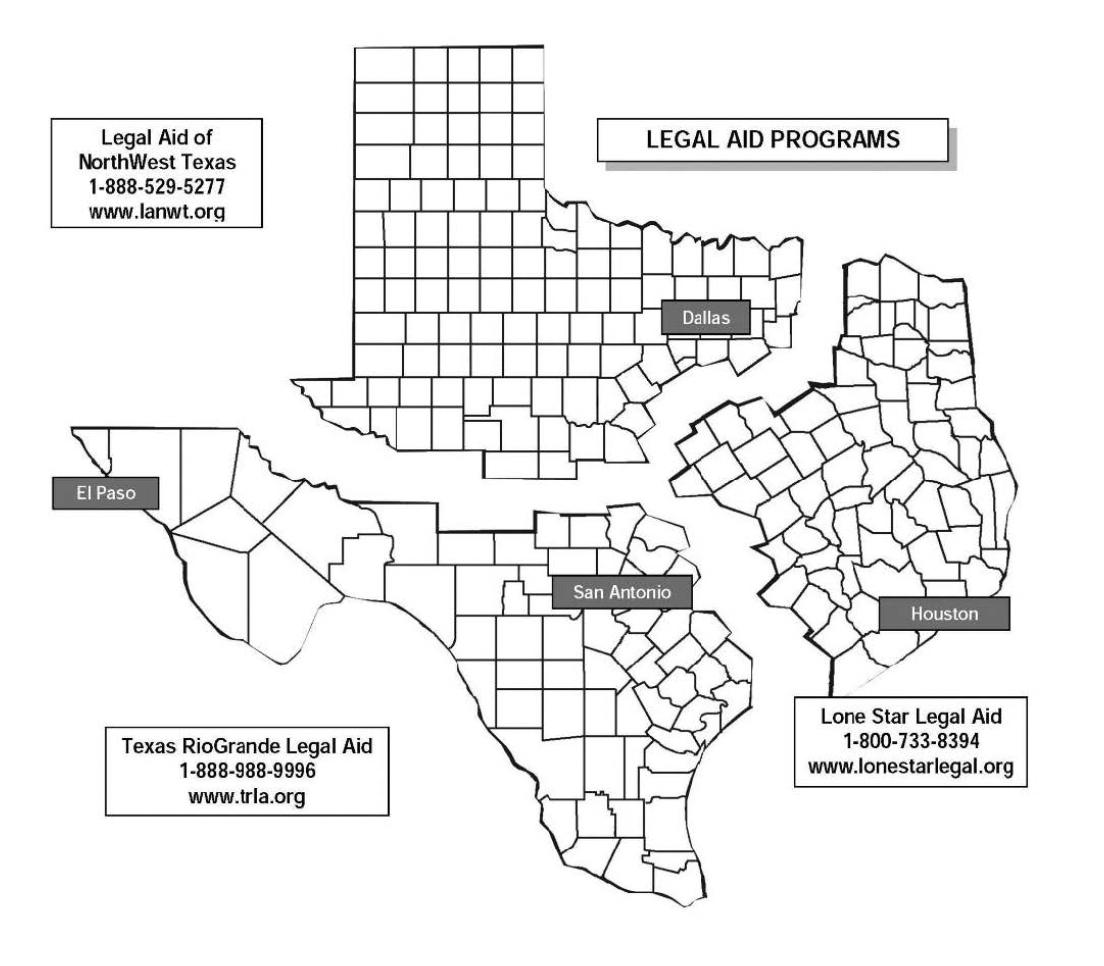 LEGAL AID PROGRAMS
Legal Aid of
NorthWest Texas
1-888-529-5277
www.lanwt.org
Dallas
El Paso
San Antonio
Houston
Lone Star Legal Aid
1-800-733-8394
www.lonestarlegal.org
Texas RioGrande Legal Aid
1-888-988-9996
www.trla.org